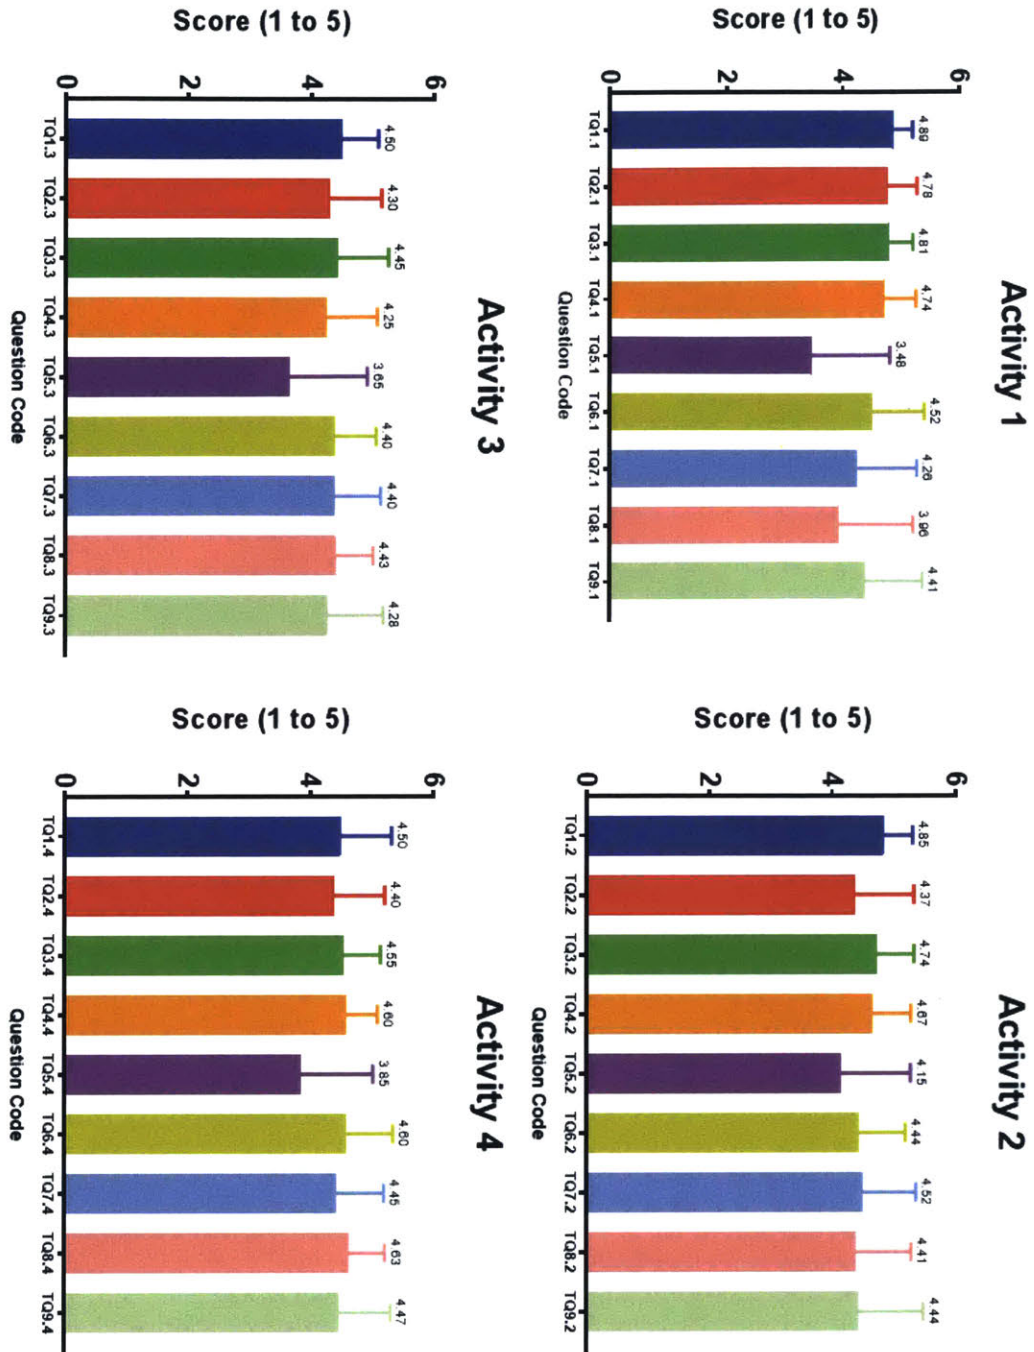 Activity 1
Score (1 to 5)
6
4
2
0
4.89
4.78
4.81
4.74
3.48
4.52
4.26
3.96
4.41
TQ1.1
TQ2.1
TQ3.1
TQ4.1
TQ5.1
TQ6.1
TQ7.1
TQ8.1
TQ9.1
Question Code
Activity 2
Score (1 to 5)
6
4
2
0
4.85
4.37
4.74
4.67
4.15
4.44
4.52
4.41
4.44
TQ1.2
TQ2.2
TQ3.2
TQ4.2
TQ5.2
TQ6.2
TQ7.2
TQ8.2
TQ9.2
Question Code
Activity 3
Score (1 to 5)
6
4
2
0
4.50
4.30
4.45
4.25
3.65
4.40
4.40
4.43
4.28
TQ1.3
TQ2.3
TQ3.3
TQ4.3
TQ5.3
TQ6.3
TQ7.3
TQ8.3
TQ9.3
Question Code
Activity 4
Score (1 to 5)
6
4
2
0
4.50
4.40
4.55
4.60
3.85
4.60
4.45
4.63
4.47
TQ1.4
TQ2.4
TQ3.4
TQ4.4
TQ5.4
TQ6.4
TQ7.4
TQ8.4
TQ9.4
Question Code